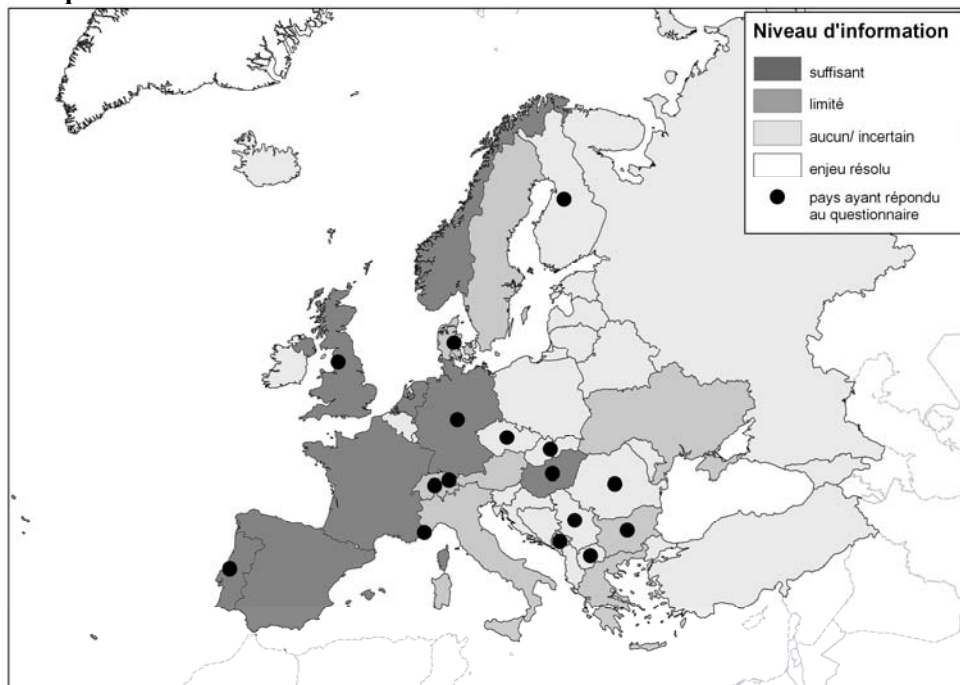 Niveau d'information
suffisant
limité
aucun/ incertain
enjeu résolu
pays ayant répondu
au questionnaire